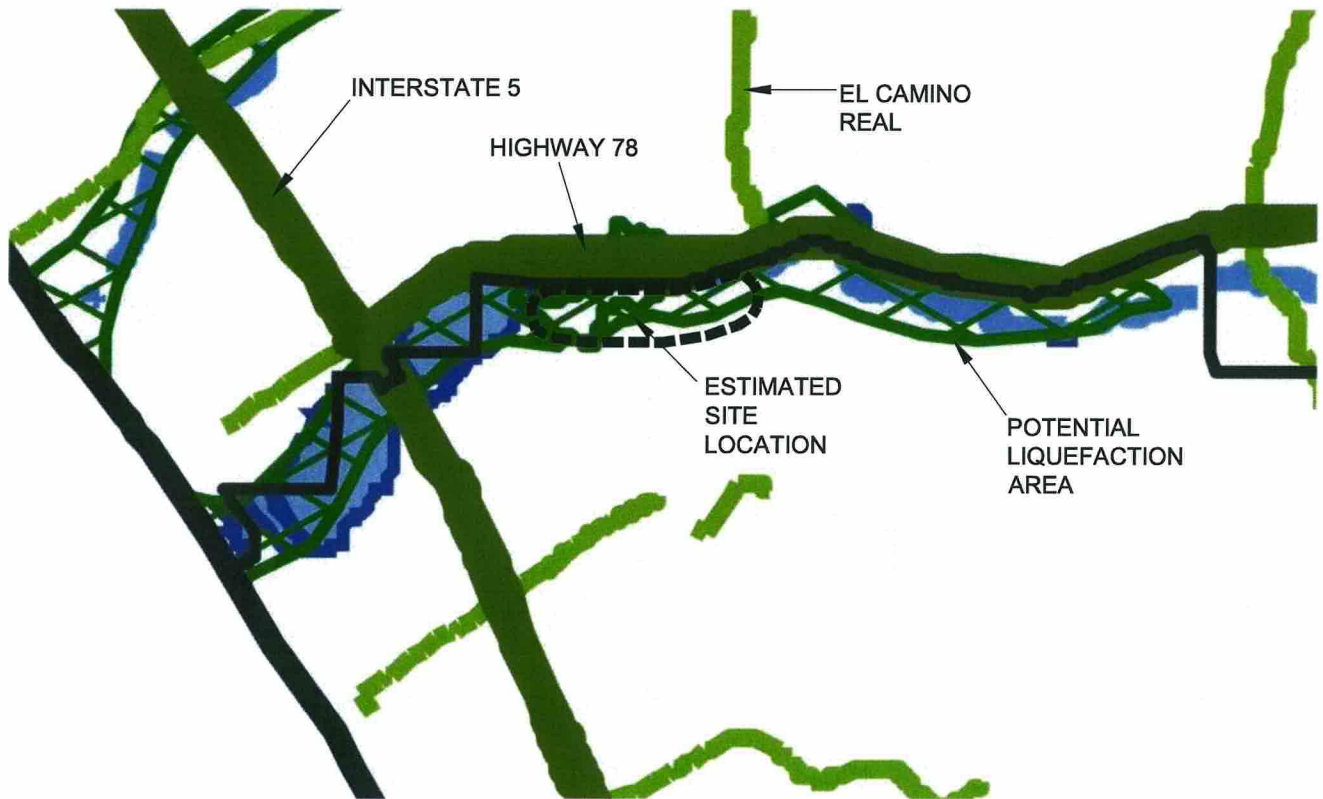 INTERSTATE 5
HIGHWAY 78
EL CAMINO
REAL
ESTIMATED
SITE
LOCATION
POTENTIAL
LIQUEFACTION
AREA